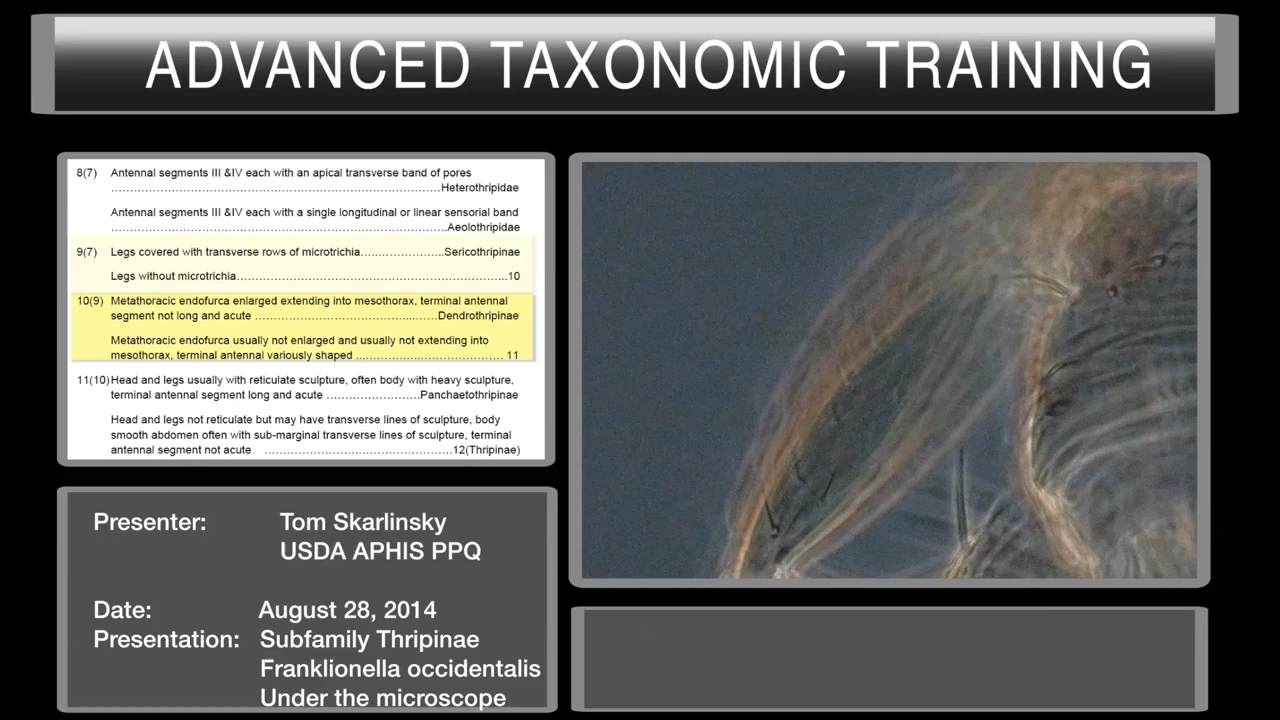 ADVANCED TAXONOMIC TRAINING
8(7) Antennal segments III &IV each with an apical transverse band of pores
........................................................................................Heterothripidae
Antennal segments III &IV each with a single longitudinal or linear sensorial band
.........................................................................................Aeolothripidae
9(7) Legs covered with transverse rows of microtrichia......................Sericothripinae
Legs without microtrichia.........................................................................10
10(9) Metathoracic endofurca enlarged extending into mesothorax, terminal antennal
segment not long and acute .................................................Dendrothripinae
Metathoracic endofurca usually not enlarged and usually not extending into
mesothorax, terminal antennal variously shaped ........................................ 11
11(10) Head and legs usually with reticulate sculpture, often body with heavy sculpture,
terminal antennal segment long and acute .........................Panchaetothripinae
Head and legs not reticulate but may have transverse lines of sculpture, body
smooth abdomen often with sub-marginal transverse lines of sculpture, terminal
antennal segment not acute ..................................................12(Thripinae)
Presenter: Tom Skarlinsky
USDA APHIS PPQ
Date: August 28, 2014
Presentation: Subfamily Thripinae
Franklionella occidentalis
Under the microscope